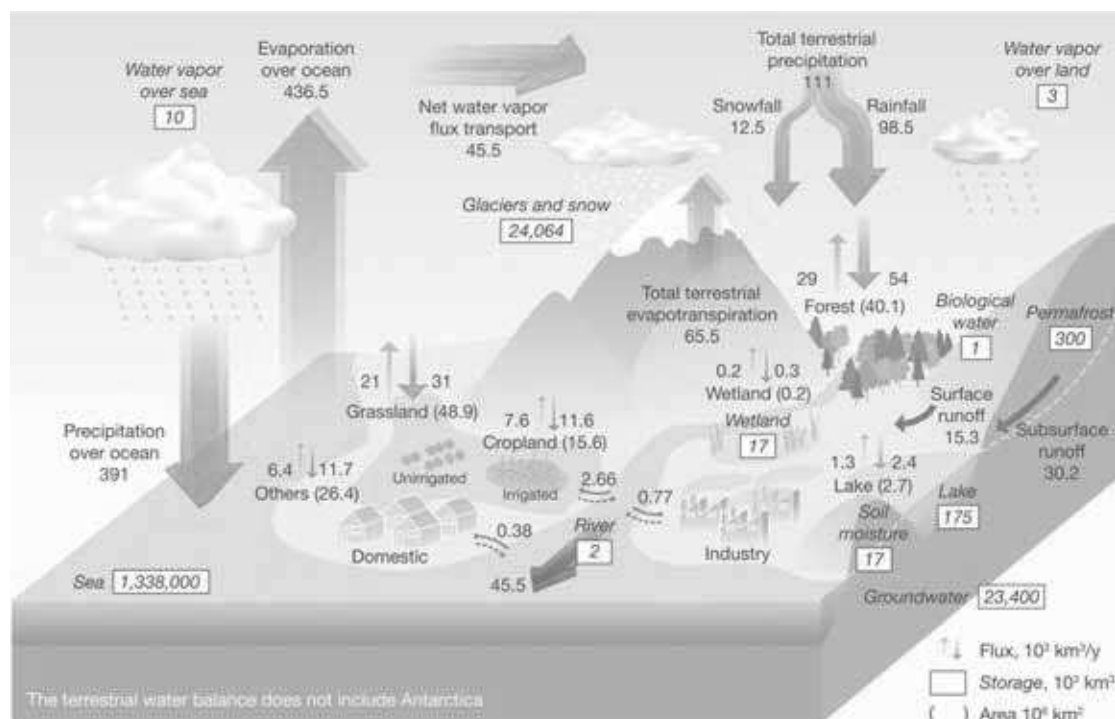 Evaporation
over ocean
436.5
Water vapor
over sea
10
Net water vapor
flux transport
45.5
Total terrestrial
precipitation
111
Snowfall
12.5
Rainfall
98.5
Water vapor
over land
3
Glaciers and snow
24,064
Total terrestrial
evapotranspiration
65.5
29 54
Forest (40.1)
Biological
water
1
Permafrost
300
0.2 0.3
Wetland (0.2)
Wetland
17
21 31
Grassland (48.9)
7.6 11.6
Cropland (15.6)
Precipitation
over ocean
391
6.4 11.7
Others (26.4)
Unirrigated
Irrigated
2.66
0.77
Surface
runoff
15.3
Subsurface
runoff
30.2
1.3 2.4
Lake (2.7)
Lake
175
Soil
moisture
17
Domestic
0.38
River
2
Industry
45.5
Sea 1,338,000
Groundwater 23,400
Flux, 10³ km³/y
Storage, 10³ km³
( ) Area 10⁶ km²
The terrestrial water balance does not include Antarctica